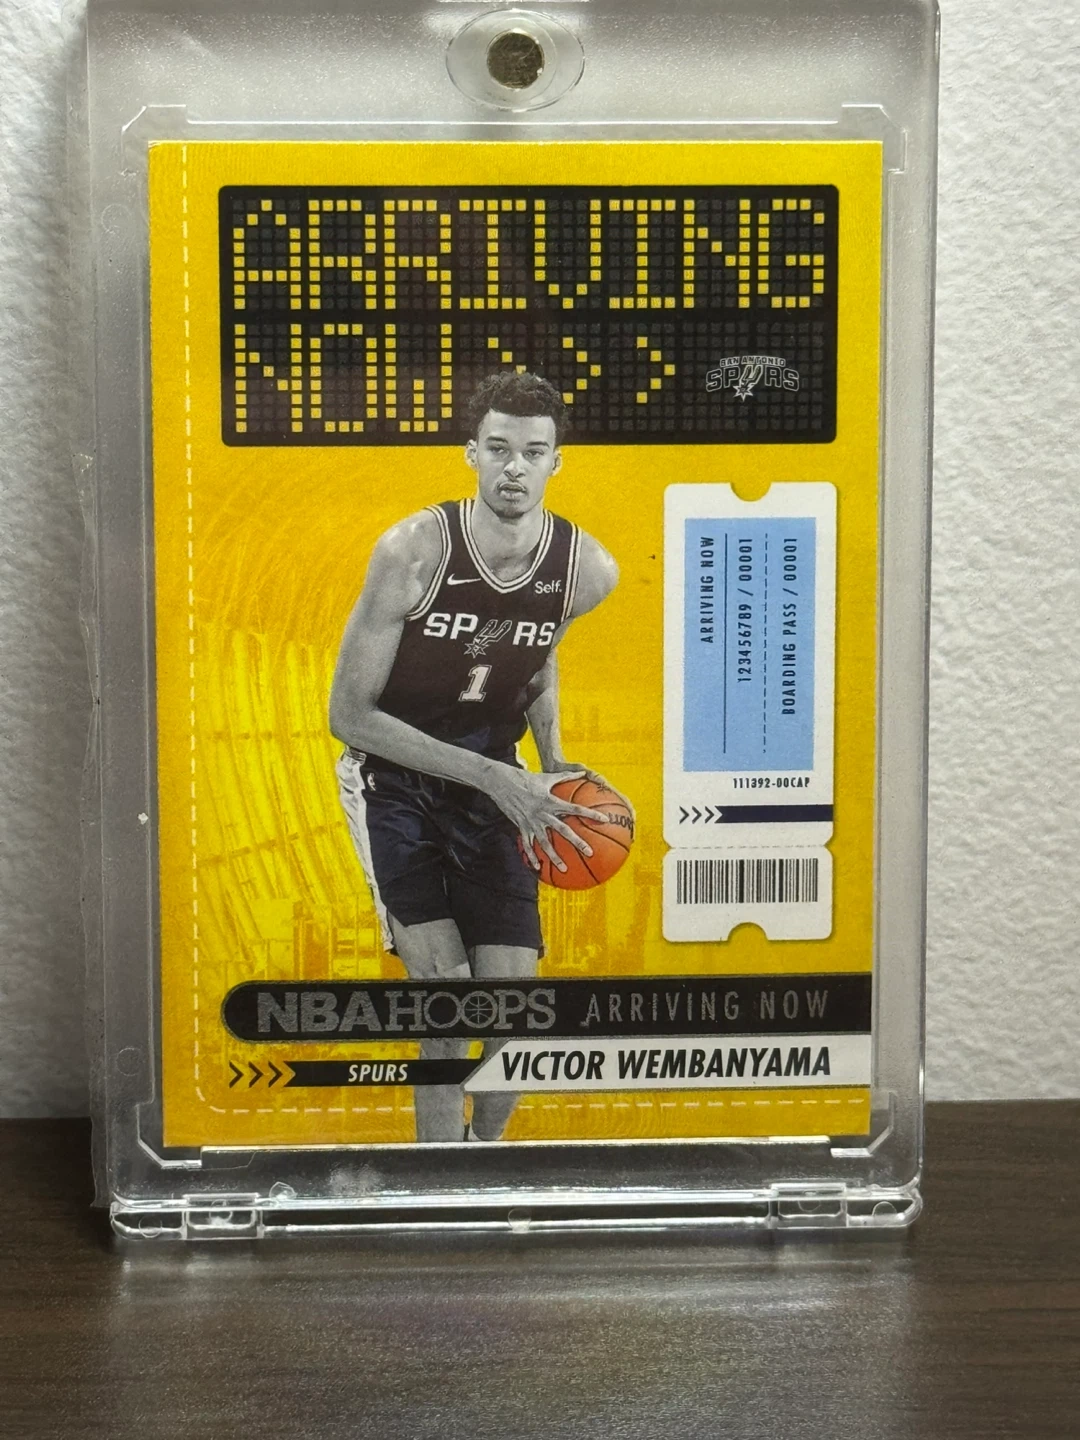 ARRIVING
NOW >>>
SAN ANTONIO
SPURS
Self.
SPURS
1
ARRIVING NOW
123456789 / 00001
BOARDING PASS / 00001
111392-00CAP
NBA HOOPS ARRIVING NOW
SPURS
VICTOR WEMBANYAMA